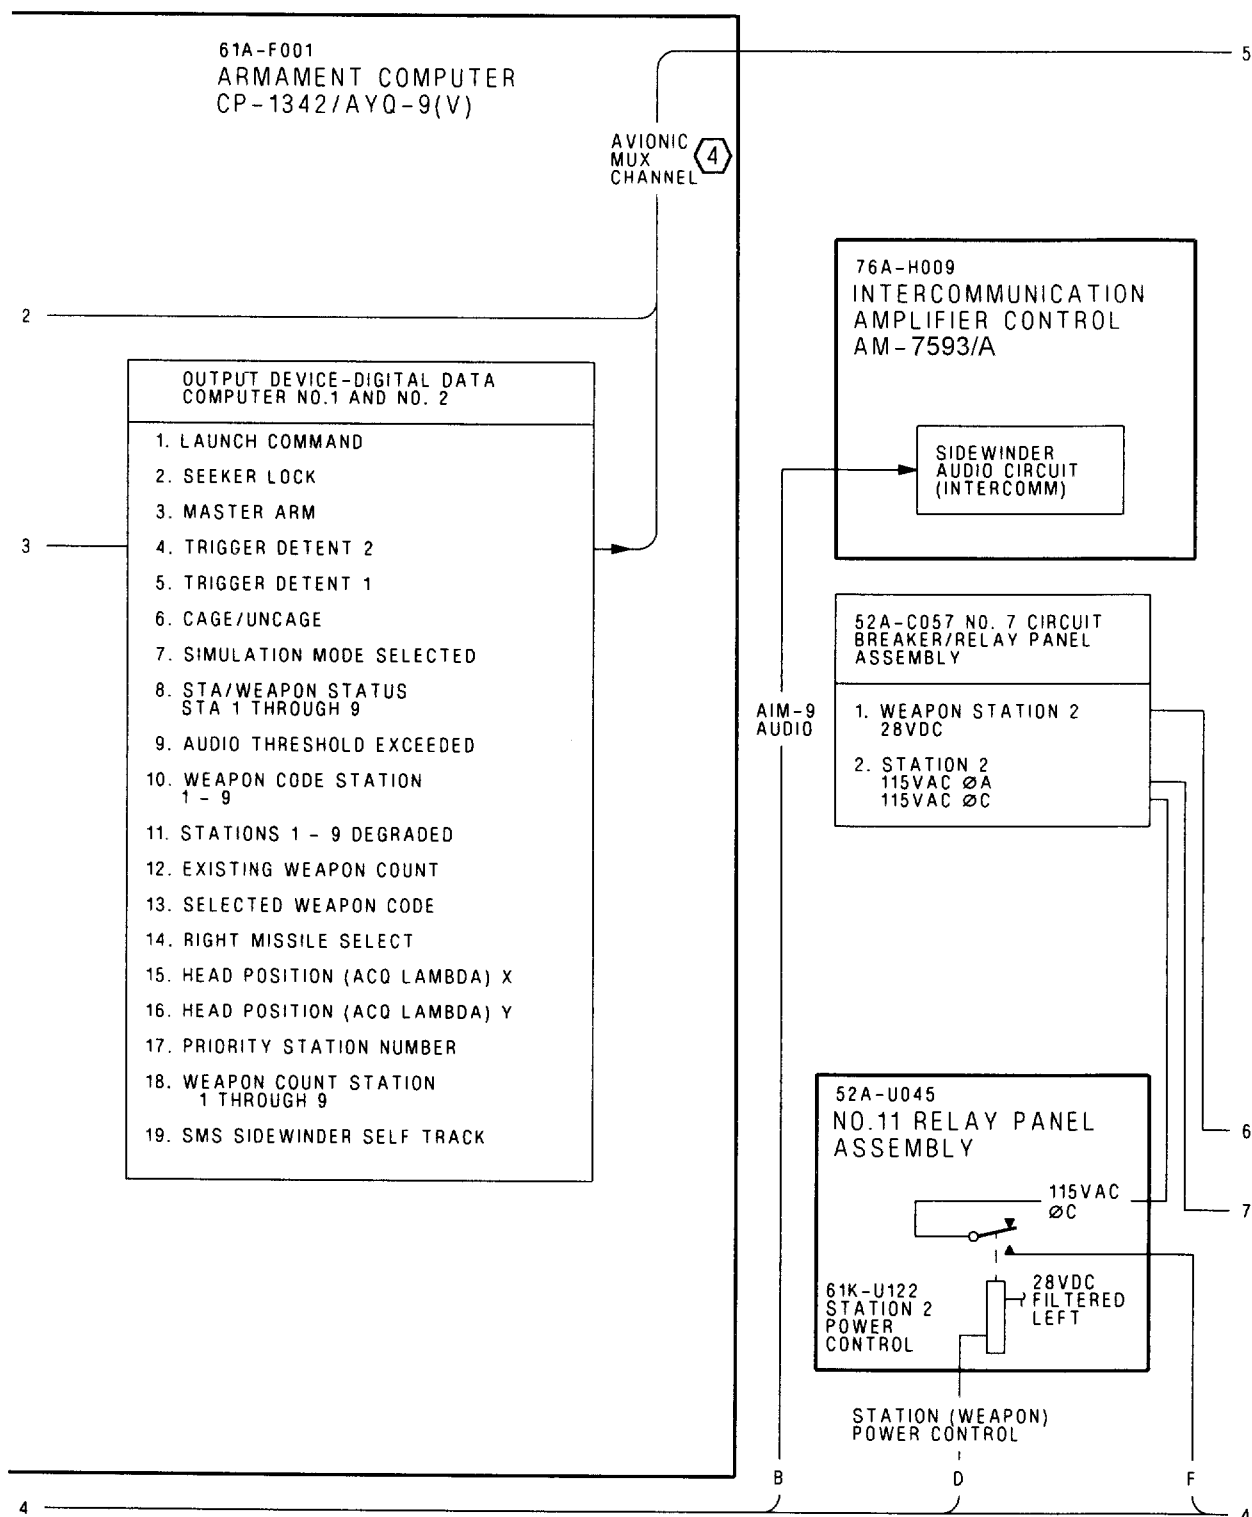 61A-F001
ARMAMENT COMPUTER
CP-1342/AYQ-9(V)
5
AVIONIC
MUX
CHANNEL
4
2
OUTPUT DEVICE-DIGITAL DATA
COMPUTER NO.1 AND NO. 2
1. LAUNCH COMMAND
2. SEEKER LOCK
3. MASTER ARM
3
4. TRIGGER DETENT 2
5. TRIGGER DETENT 1
6. CAGE/UNCAGE
7. SIMULATION MODE SELECTED
8. STA/WEAPON STATUS
STA 1 THROUGH 9
9. AUDIO THRESHOLD EXCEEDED
10. WEAPON CODE STATION
1 - 9
11. STATIONS 1 - 9 DEGRADED
12. EXISTING WEAPON COUNT
13. SELECTED WEAPON CODE
14. RIGHT MISSILE SELECT
15. HEAD POSITION (ACQ LAMBDA) X
16. HEAD POSITION (ACQ LAMBDA) Y
17. PRIORITY STATION NUMBER
18. WEAPON COUNT STATION
1 THROUGH 9
19. SMS SIDEWINDER SELF TRACK
76A-H009
INTERCOMMUNICATION
AMPLIFIER CONTROL
AM-7593/A
SIDEWINDER
AUDIO CIRCUIT
(INTERCOMM)
AIM-9
AUDIO
52A-C057 NO. 7 CIRCUIT
BREAKER/RELAY PANEL
ASSEMBLY
1. WEAPON STATION 2
28VDC
2. STATION 2
115VAC ØA
115VAC ØC
52A-U045
NO.11 RELAY PANEL
ASSEMBLY
6
115VAC
ØC
7
61K-U122
STATION 2
POWER
CONTROL
28VDC
FILTERED
LEFT
STATION (WEAPON)
POWER CONTROL
B
D
F
4
4